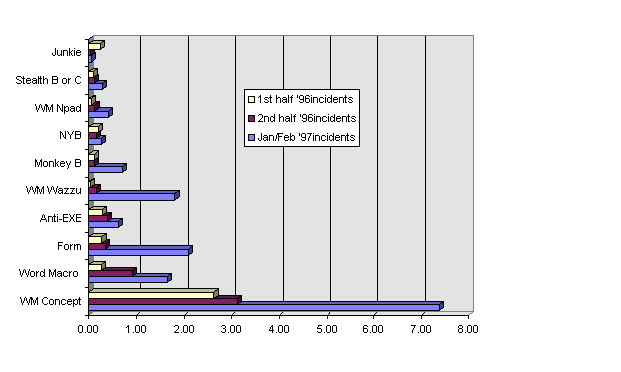 Junkie
Stealth B or C
WM Npad
NYB
Monkey B
WM Wazzu
Anti-EXE
Form
Word Macro
WM Concept
1st half '96incidents
2nd half '96incidents
Jan/Feb '97incidents
0.00 1.00 2.00 3.00 4.00 5.00 6.00 7.00 8.00